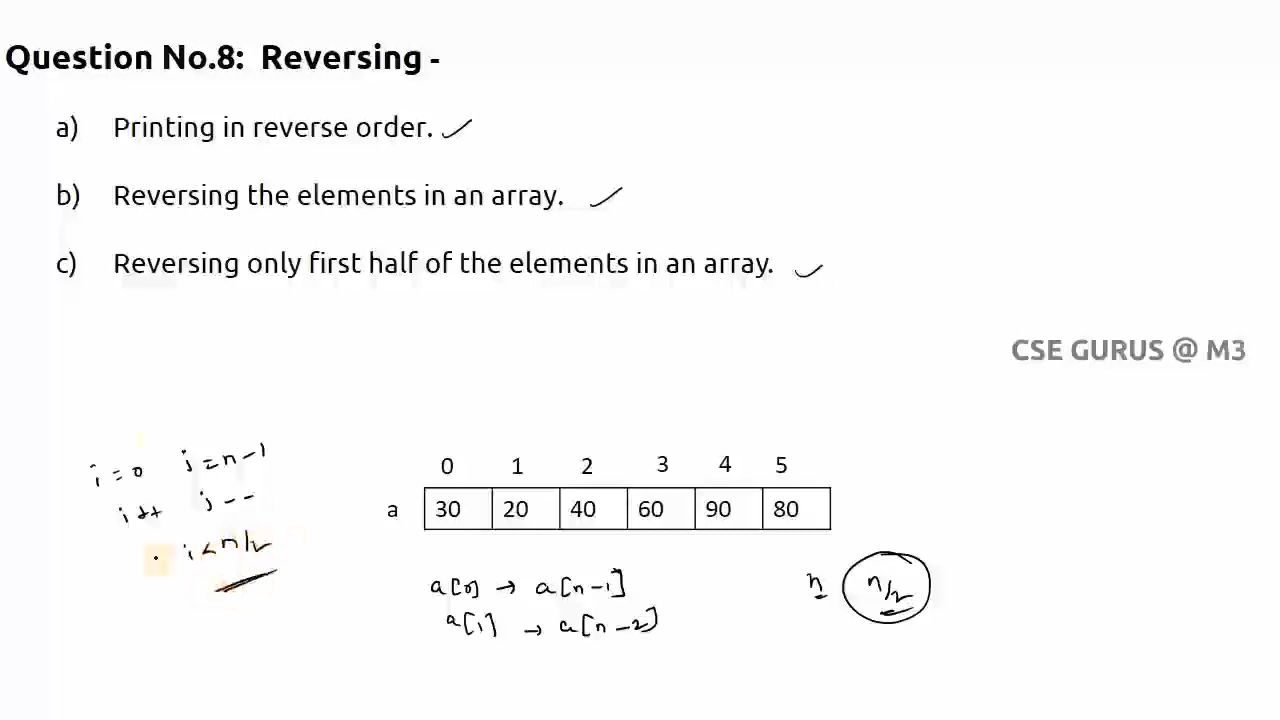 Question No.8: Reversing -
a) Printing in reverse order.
b) Reversing the elements in an array.
c) Reversing only first half of the elements in an array.
CSE GURUS @ M3
i=0 j=n-1
i++ j--
i<n/2
0 1 2 3 4 5
a 30 20 40 60 90 80
a[0] → a[n-1]
a[1] → a[n-2]
n n/2